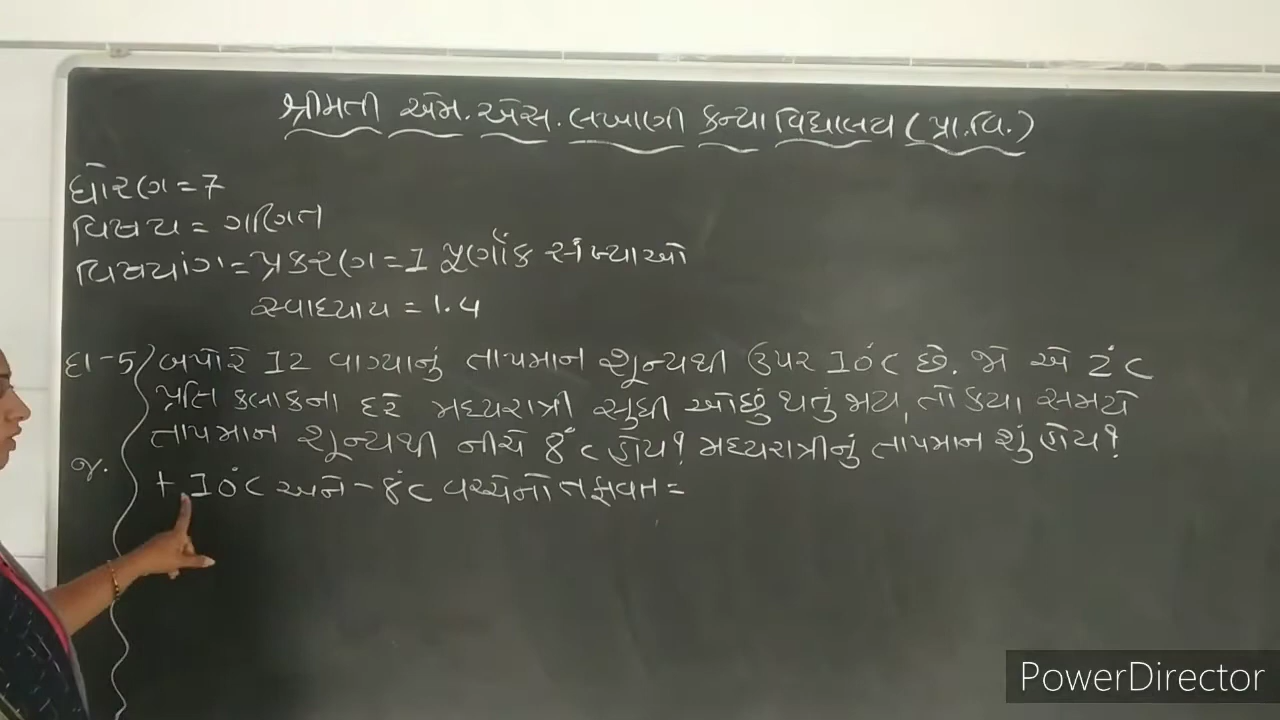 શ્રીમતી એમ. એસ. લખાણી કન્યા વિદ્યાલય (પ્રા.વિ.)
ધોરણ = 7
વિષય = ગણિત
વિષયાંગ = પ્રકરણ = 1 પૂર્ણાંક સંખ્યાઓ
સ્વાધ્યાય = 1.4
દા-5) બપોરે 12 વાગ્યાનું તાપમાન શૂન્યથી ઉપર 10°C છે. જો એ 2°C
પ્રતિ કલાકના દરે મધ્યરાત્રી સુધી ઓછું થતું જાય, તો કયા સમયે
તાપમાન શૂન્યથી નીચે 8°C હોય? મધ્યરાત્રીનું તાપમાન શું હોય?
જ. +10°C અને -8°C વચ્ચેનો તફાવત =
PowerDirector